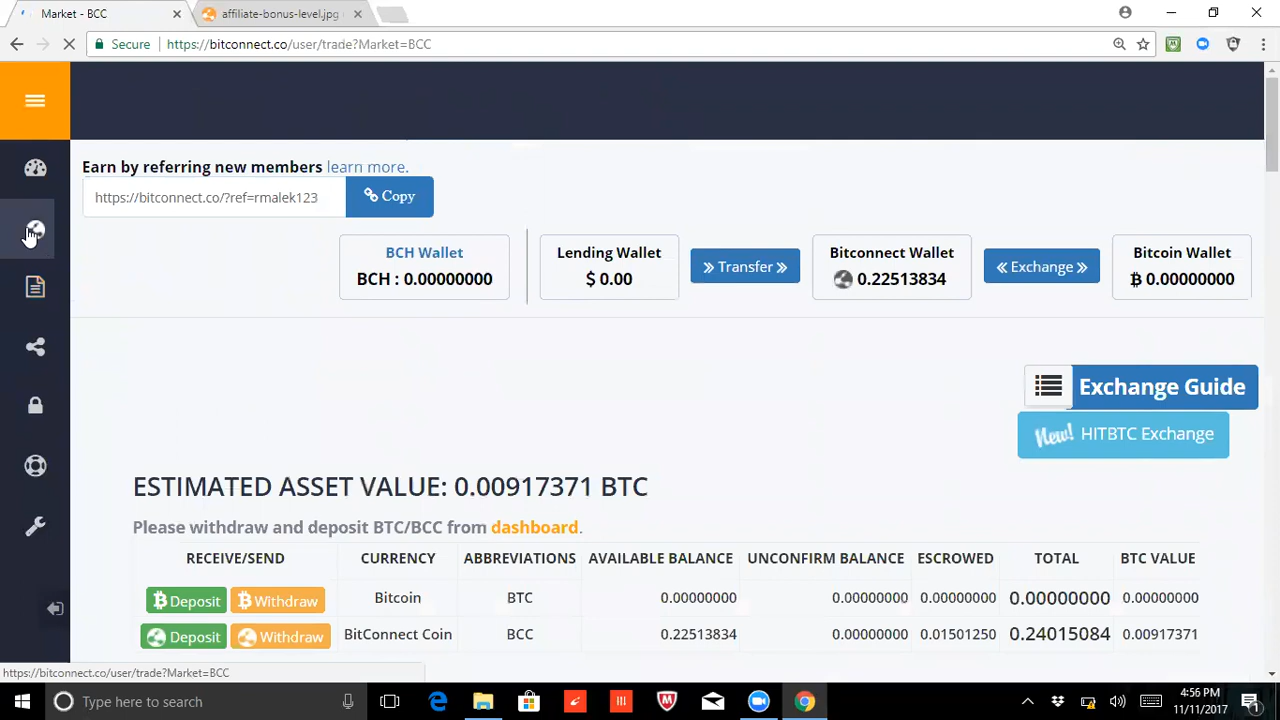 Market - BCC
affiliate-bonus-level.jpg
Secure
https://bitconnect.co/user/trade?Market=BCC
Earn by referring new members learn more.
https://bitconnect.co/?ref=rmalek123
Copy
BCH Wallet
BCH : 0.00000000
Lending Wallet
$ 0.00
Transfer
Bitconnect Wallet
0.22513834
Exchange
Bitcoin Wallet
0.00000000
Exchange Guide
New! HITBTC Exchange
ESTIMATED ASSET VALUE: 0.00917371 BTC
Please withdraw and deposit BTC/BCC from dashboard.
RECEIVE/SEND CURRENCY ABBREVIATIONS AVAILABLE BALANCE UNCONFIRM BALANCE ESCROWED TOTAL BTC VALUE
Deposit Withdraw Bitcoin BTC 0.00000000 0.00000000 0.00000000 0.00000000 0.00000000
Deposit Withdraw BitConnect Coin BCC 0.22513834 0.00000000 0.01501250 0.24015084 0.00917371
https://bitconnect.co/user/trade?Market=BCC
Type here to search
4:56 PM
11/11/2017